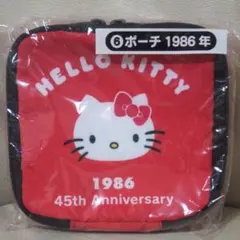 ⑥ポーチ1986年
HELLO KITTY
1986
45th Anniversary